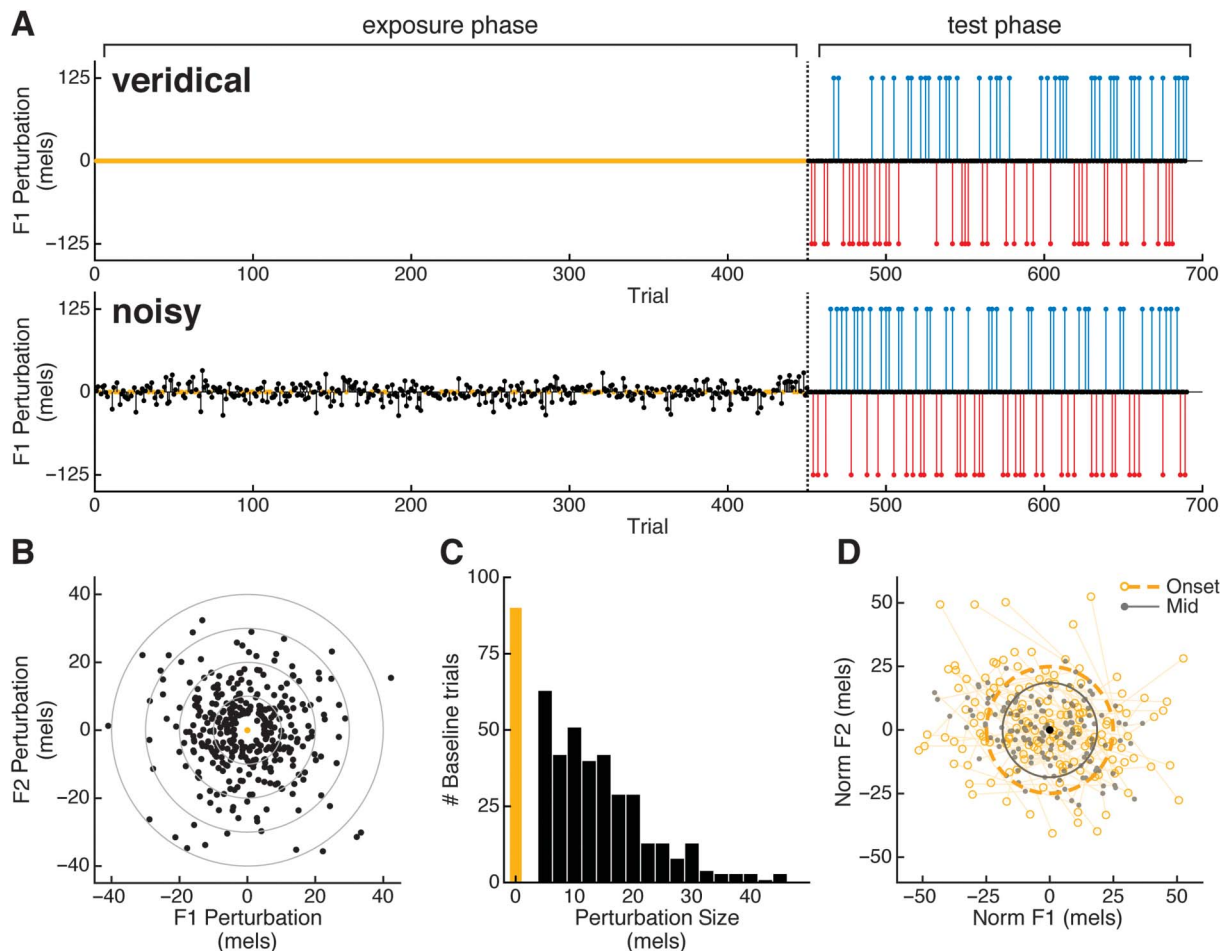 A
exposure phase
test phase
veridical
F1 Perturbation
(mels)
125
0
−125
0
100
200
300
400
500
600
700
Trial
noisy
F1 Perturbation
(mels)
125
0
−125
0
100
200
300
400
500
600
700
Trial
B
F2 Perturbation
(mels)
40
20
0
−20
−40
−40
−20
0
20
40
F1 Perturbation
(mels)
C
# Baseline trials
100
75
50
25
0
0
10
20
30
40
Perturbation Size
(mels)
D
Onset
Mid
Norm F2 (mels)
50
25
0
−25
−50
−50
−25
0
25
50
Norm F1 (mels)